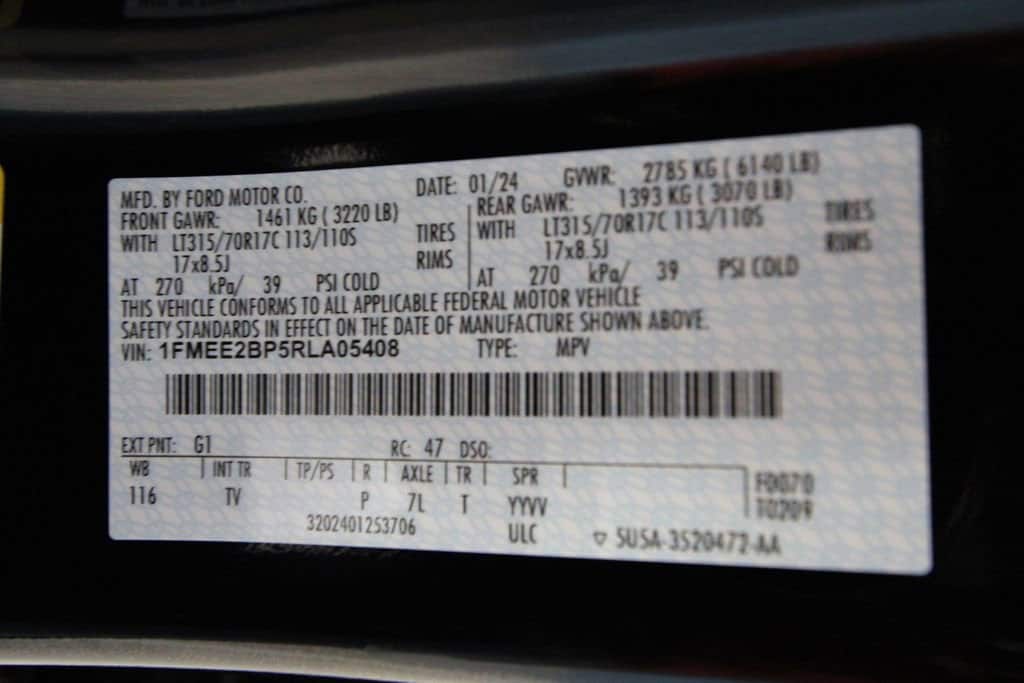 MFD. BY FORD MOTOR CO. DATE: 01/24 GVWR: 2785 KG ( 6140 LB)
FRONT GAWR: 1461 KG ( 3220 LB) REAR GAWR: 1393 KG ( 3070 LB)
WITH LT315/70R17C 113/110S TIRES WITH LT315/70R17C 113/110S TIRES
17x8.5J RIMS 17x8.5J RIMS
AT 270 kPa/ 39 PSI COLD AT 270 kPa/ 39 PSI COLD
THIS VEHICLE CONFORMS TO ALL APPLICABLE FEDERAL MOTOR VEHICLE
SAFETY STANDARDS IN EFFECT ON THE DATE OF MANUFACTURE SHOWN ABOVE.
VIN: 1FMEE2BP5RLA05408 TYPE: MPV
EXT PNT: G1 RC: 47 DSO:
WB INT TR TP/PS R AXLE TR SPR F0070
116 TV P 7L T YYVV T0209
3202401253706 ULC ▽ 5U5A-3520472-AA